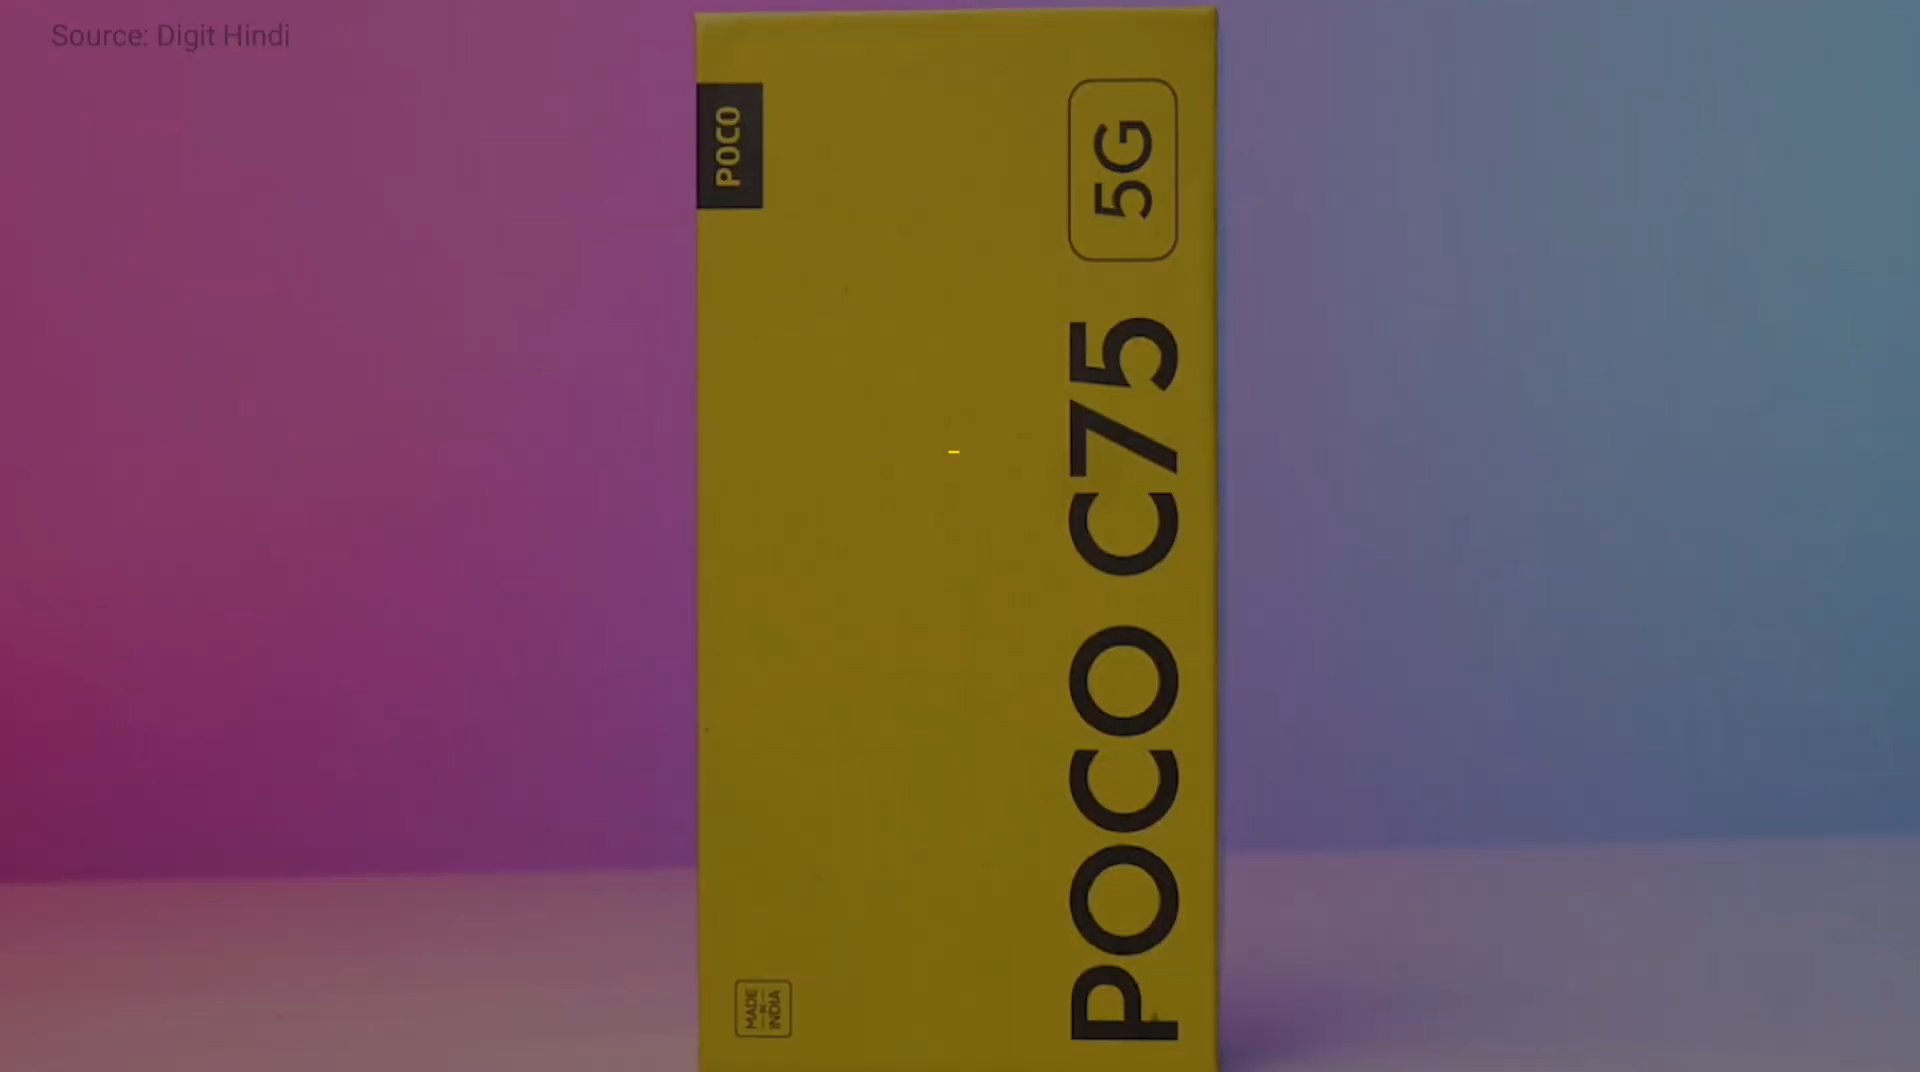 Source: Digit Hindi
POCO
5G
POCO C75
MADE
IN
INDIA